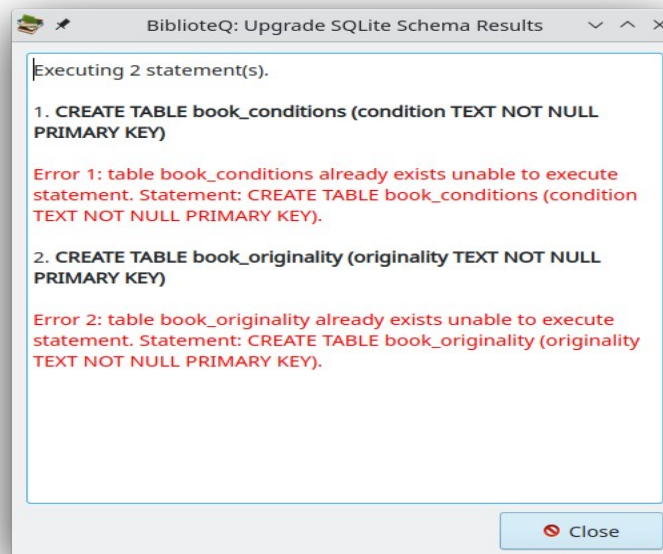 BiblioteQ: Upgrade SQLite Schema Results
Executing 2 statement(s).
1. CREATE TABLE book_conditions (condition TEXT NOT NULL
PRIMARY KEY)
Error 1: table book_conditions already exists unable to execute
statement. Statement: CREATE TABLE book_conditions (condition
TEXT NOT NULL PRIMARY KEY).
2. CREATE TABLE book_originality (originality TEXT NOT NULL
PRIMARY KEY)
Error 2: table book_originality already exists unable to execute
statement. Statement: CREATE TABLE book_originality (originality
TEXT NOT NULL PRIMARY KEY).
Close